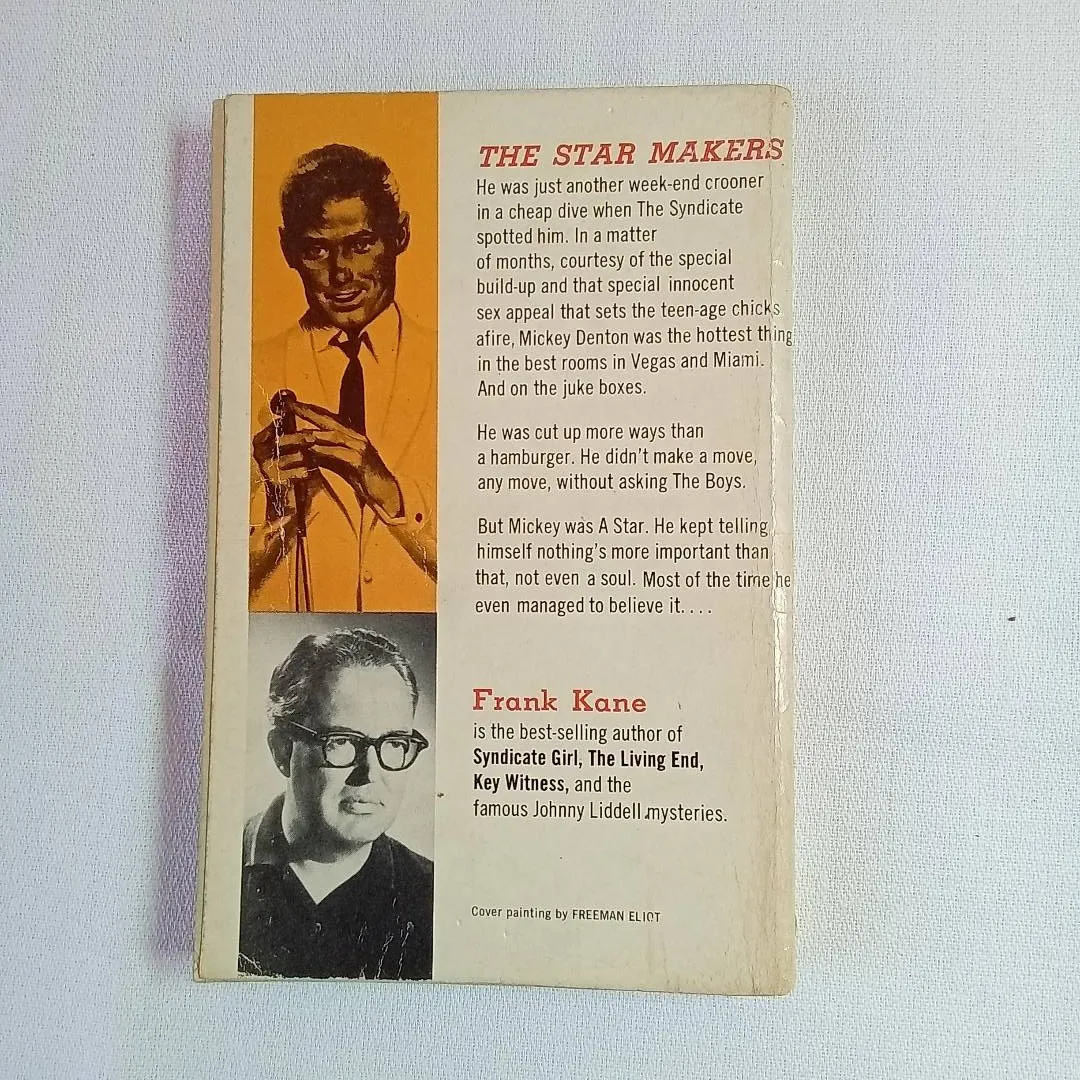 THE STAR MAKERS
He was just another week-end crooner
in a cheap dive when The Syndicate
spotted him. In a matter
of months, courtesy of the special
build-up and that special innocent
sex appeal that sets the teen-age chicks
afire, Mickey Denton was the hottest thing
in the best rooms in Vegas and Miami.
And on the juke boxes.
He was cut up more ways than
a hamburger. He didn't make a move,
any move, without asking The Boys.
But Mickey was A Star. He kept telling
himself nothing's more important than
that, not even a soul. Most of the time he
even managed to believe it....
Frank Kane
is the best-selling author of
Syndicate Girl, The Living End,
Key Witness, and the
famous Johnny Liddell mysteries.
Cover painting by FREEMAN ELIOT